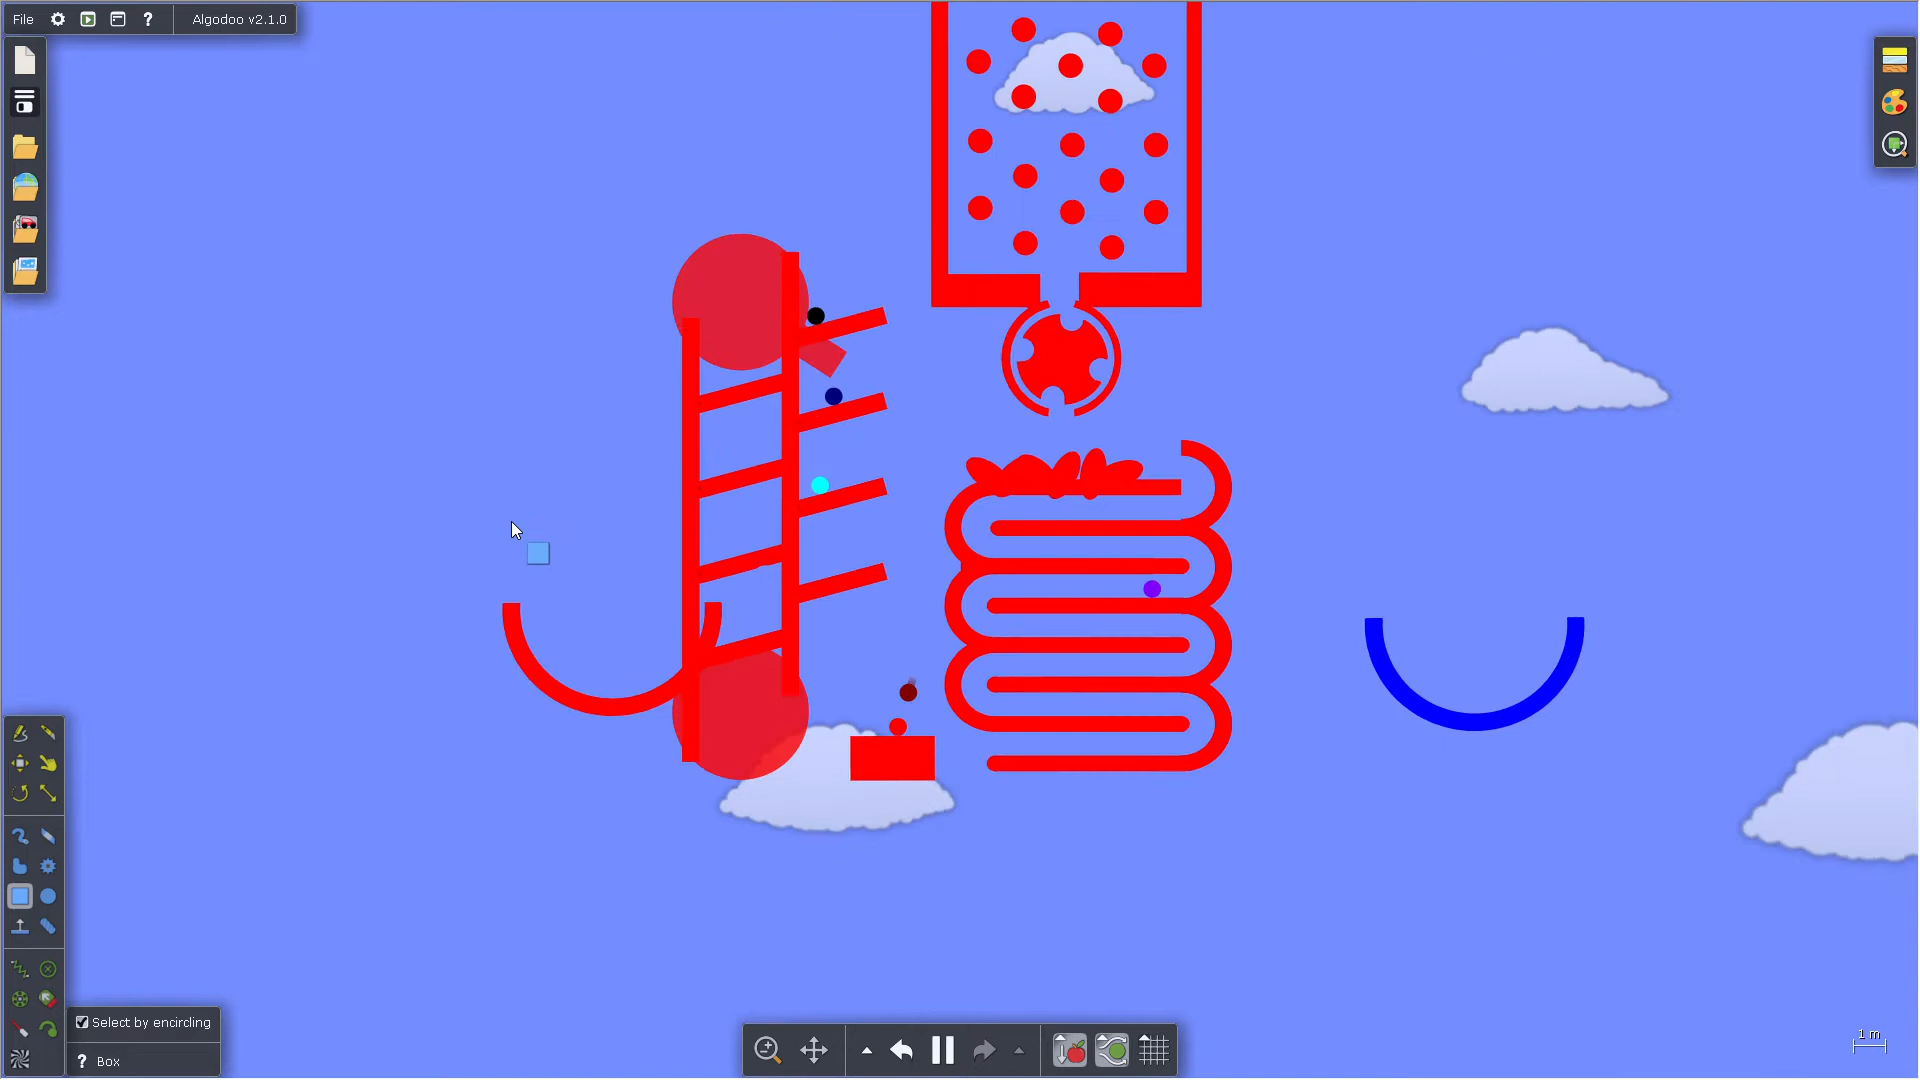 File ? Algodoo v2.1.0
Select by encircling
? Box
1 m